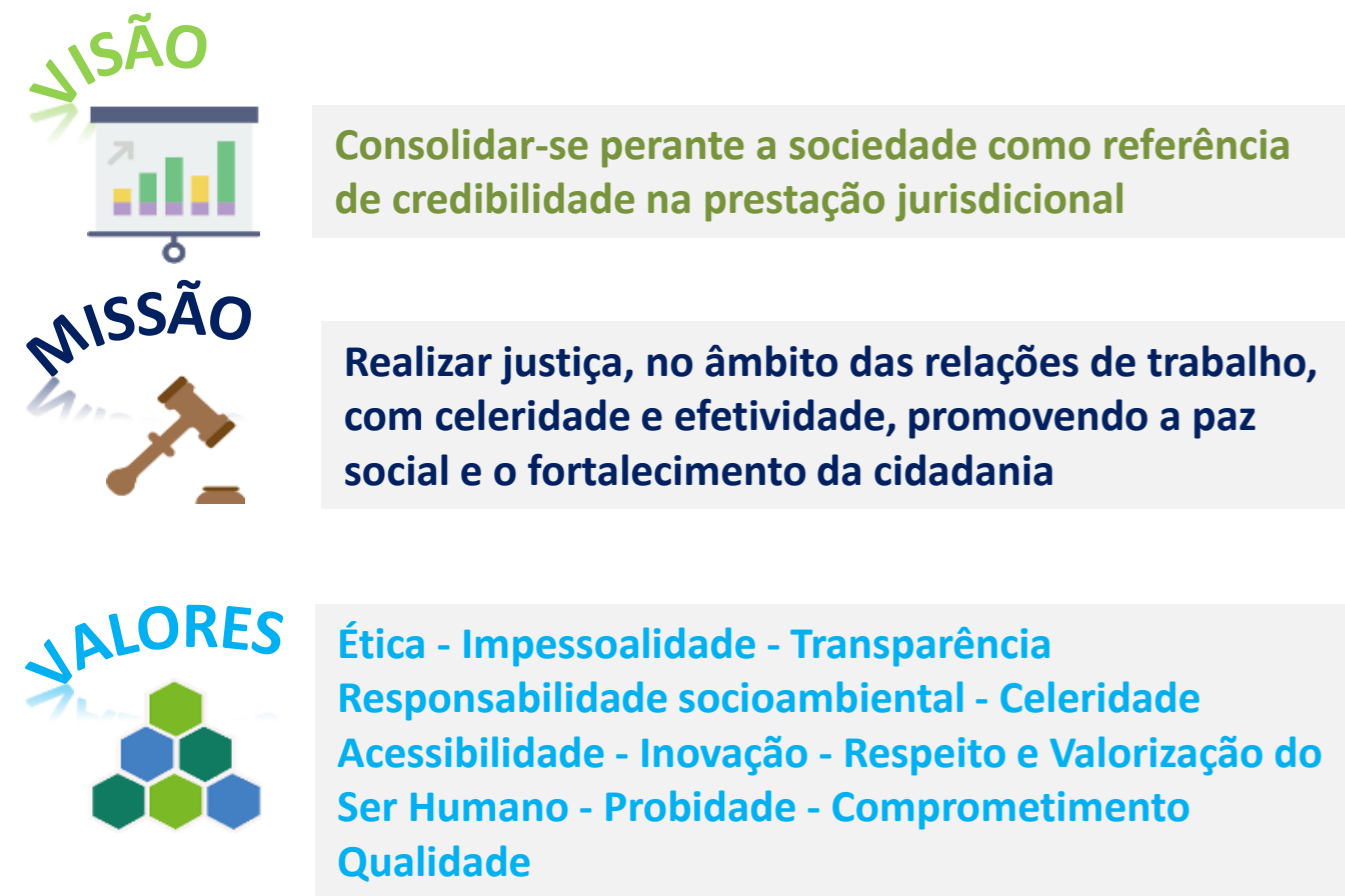 VISÃO
Consolidar-se perante a sociedade como referência
de credibilidade na prestação jurisdicional
MISSÃO
Realizar justiça, no âmbito das relações de trabalho,
com celeridade e efetividade, promovendo a paz
social e o fortalecimento da cidadania
VALORES
Ética - Impessoalidade - Transparência
Responsabilidade socioambiental - Celeridade
Acessibilidade - Inovação - Respeito e Valorização do
Ser Humano - Probidade - Comprometimento
Qualidade